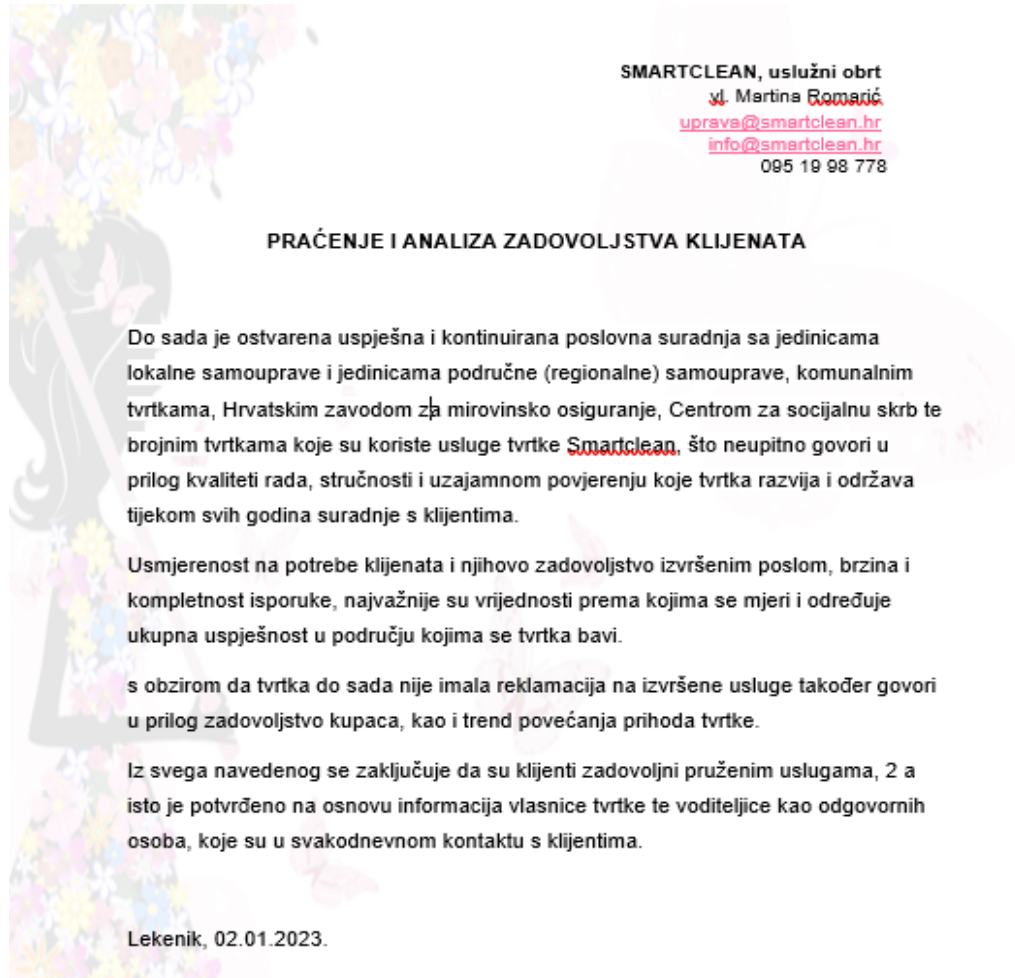 SMARTCLEAN, uslužni obrt
vl. Martina Romarić
uprava@smartclean.hr
info@smartclean.hr
095 19 98 778
PRAĆENJE I ANALIZA ZADOVOLJSTVA KLIJENATA
Do sada je ostvarena uspješna i kontinuirana poslovna suradnja sa jedinicama
lokalne samouprave i jedinicama područne (regionalne) samouprave, komunalnim
tvrtkama, Hrvatskim zavodom za mirovinsko osiguranje, Centrom za socijalnu skrb te
brojnim tvrtkama koje su koriste usluge tvrtke Smartclean, što neupitno govori u
prilog kvaliteti rada, stručnosti i uzajamnom povjerenju koje tvrtka razvija i održava
tijekom svih godina suradnje s klijentima.
Usmjerenost na potrebe klijenata i njihovo zadovoljstvo izvršenim poslom, brzina i
kompletnost isporuke, najvažnije su vrijednosti prema kojima se mjeri i određuje
ukupna uspješnost u području kojima se tvrtka bavi.
s obzirom da tvrtka do sada nije imala reklamacija na izvršene usluge također govori
u prilog zadovoljstvo kupaca, kao i trend povećanja prihoda tvrtke.
Iz svega navedenog se zaključuje da su klijenti zadovoljni pruženim uslugama, 2 a
isto je potvrđeno na osnovu informacija vlasnice tvrtke te voditeljice kao odgovornih
osoba, koje su u svakodnevnom kontaktu s klijentima.
Lekenik, 02.01.2023.